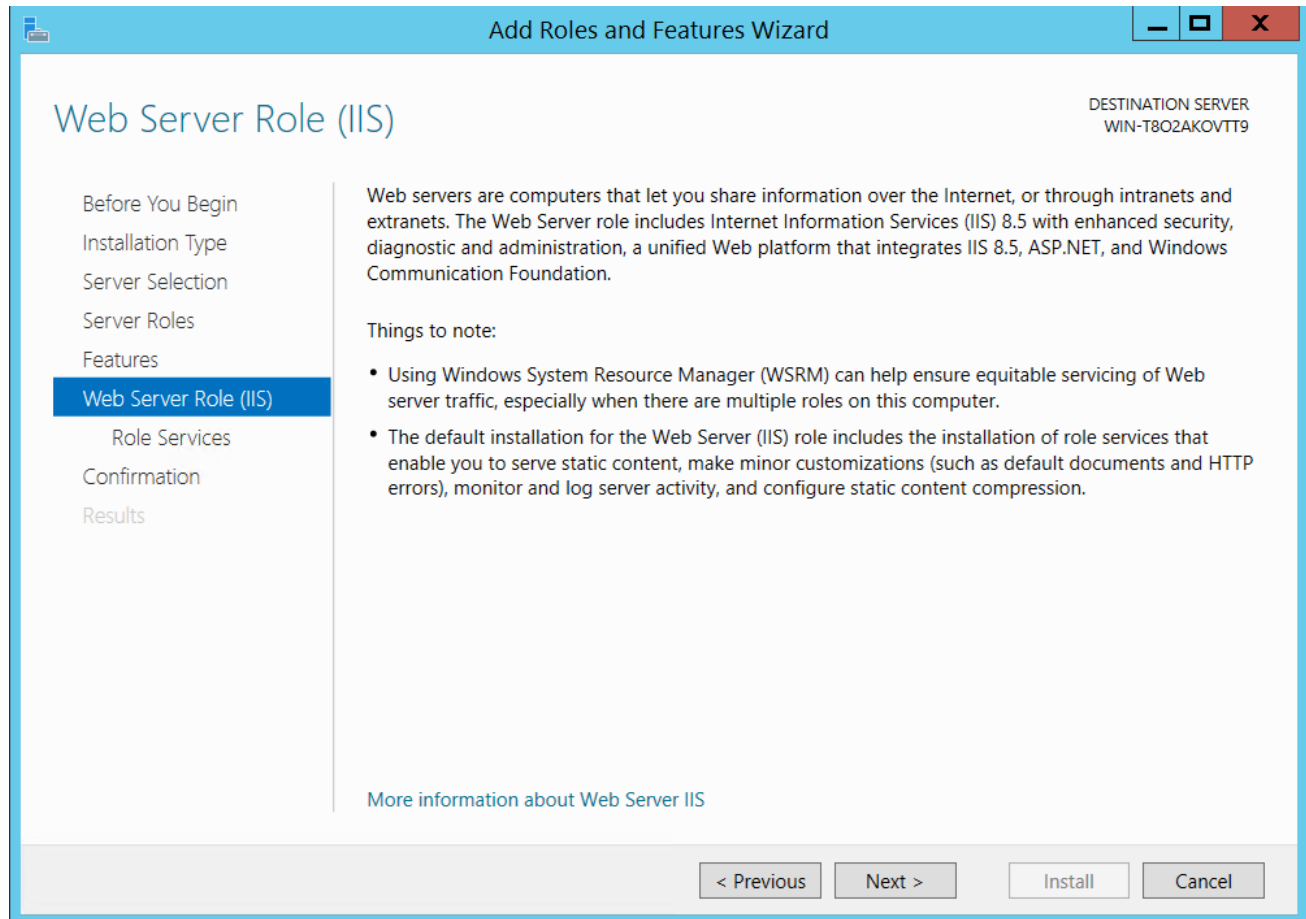 Add Roles and Features Wizard
X
Web Server Role (IIS)
DESTINATION SERVER
WIN-T8O2AKOVTT9
Before You Begin
Installation Type
Server Selection
Server Roles
Features
Web Server Role (IIS)
Role Services
Confirmation
Results
Web servers are computers that let you share information over the Internet, or through intranets and
extranets. The Web Server role includes Internet Information Services (IIS) 8.5 with enhanced security,
diagnostic and administration, a unified Web platform that integrates IIS 8.5, ASP.NET, and Windows
Communication Foundation.
Things to note:
• Using Windows System Resource Manager (WSRM) can help ensure equitable servicing of Web
server traffic, especially when there are multiple roles on this computer.
• The default installation for the Web Server (IIS) role includes the installation of role services that
enable you to serve static content, make minor customizations (such as default documents and HTTP
errors), monitor and log server activity, and configure static content compression.
More information about Web Server IIS
< Previous
Next >
Install
Cancel